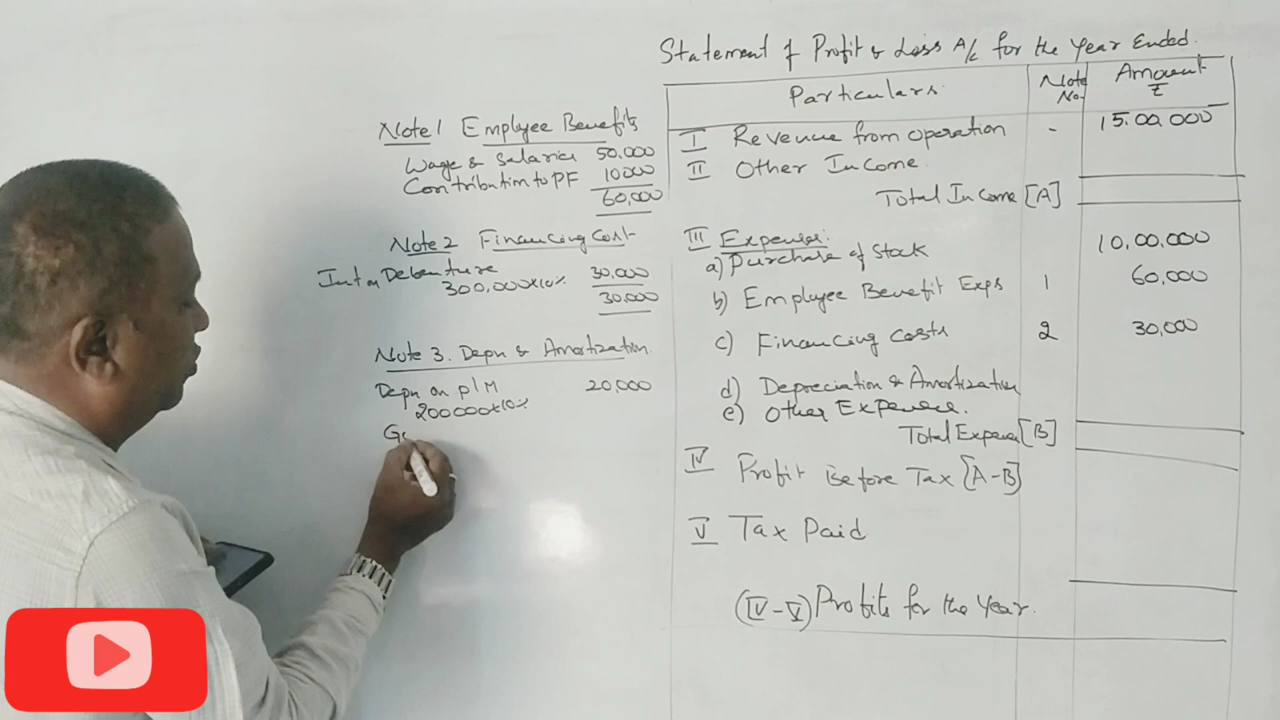 Statement of Profit & Loss A/c for the Year Ended.
Particulars.
Note No.
Amount ₹
I Revenue from operation - 15,00,000
II Other Income.
Total Income [A]
III Expenses:
a) Purchase of Stock 10,00,000
b) Employee Benefit Exps 1 60,000
c) Financing Costs 2 30,000
d) Depreciation & Amortization
e) Other Expenses.
Total Expense [B]
IV Profit Before Tax [A-B]
V Tax Paid
(IV-V) Profits for the Year.
Note 1 Employee Benefits
Wage & Salaries 50,000
Contribution to PF 10000
60,000
Note 2 Financing Cost
Int on Debenture 30,000
300,000x10%
30,000
Note 3. Depn & Amortization.
Depn on P/M 20,000
200000x10%
Go